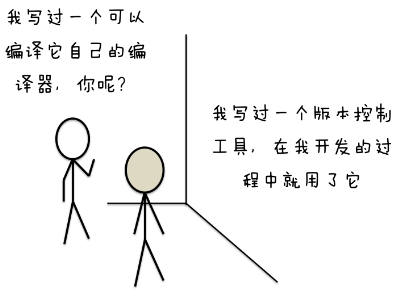 我写过一个可以
编译它自己的编
译器，你呢？
我写过一个版本控制
工具，在我开发的过
程中就用了它